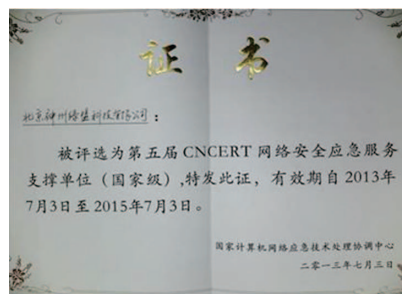 证书
北京神州绿盟科技有限公司：
被评选为第五届CNCERT网络安全应急服务
支撑单位（国家级）,特发此证，有效期自2013年
7月3日至2015年7月3日。
国家计算机网络应急技术处理协调中心
二零一三年七月三日